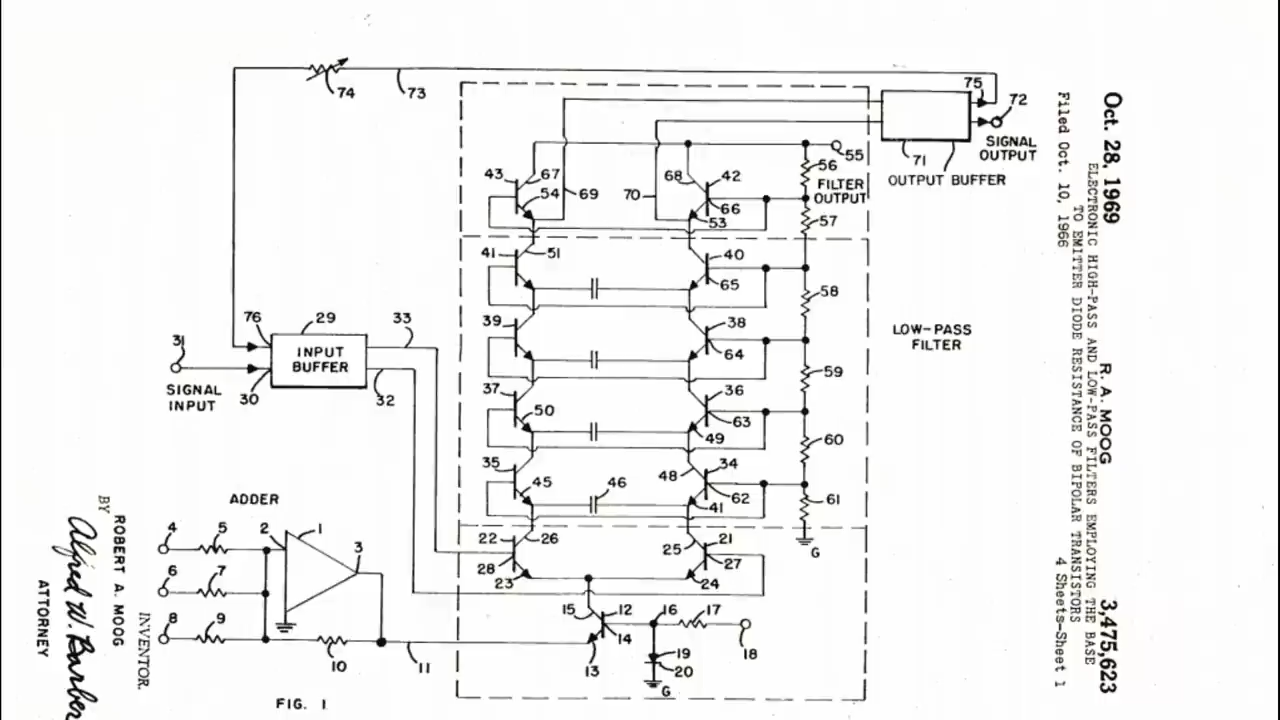 Oct. 28, 1969
R. A. MOOG
3,475,623
ELECTRONIC HIGH-PASS AND LOW-PASS FILTERS EMPLOYING THE BASE
TO EMITTER DIODE RESISTANCE OF BIPOLAR TRANSISTORS
Filed Oct. 10, 1966
4 Sheets-Sheet 1
74
73
75
72
SIGNAL
OUTPUT
71
OUTPUT BUFFER
55
56
FILTER
OUTPUT
57
43
67
54
69
68
42
70
66
53
41
51
40
65
58
39
38
64
LOW-PASS
FILTER
59
37
50
36
63
49
60
35
45
46
48
34
62
41
61
G
31
SIGNAL
INPUT
76
29
33
INPUT
BUFFER
30
32
22
26
28
23
25
21
27
24
ADDER
4
5
2
1
3
6
7
8
9
10
11
15
12
14
13
16
17
18
19
20
G
FIG. 1
INVENTOR.
ROBERT A. MOOG
BY
Alfred W. Barber
ATTORNEY